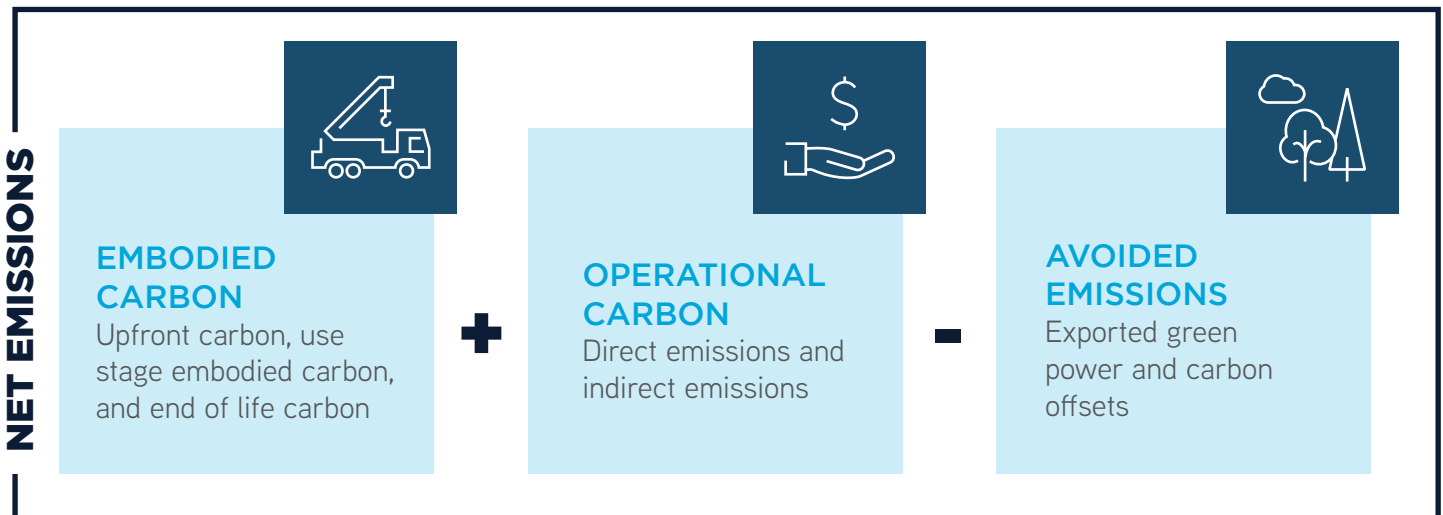 NET EMISSIONS
EMBODIED
CARBON
Upfront carbon, use
stage embodied carbon,
and end of life carbon
+
OPERATIONAL
CARBON
Direct emissions and
indirect emissions
-
AVOIDED
EMISSIONS
Exported green
power and carbon
offsets
$